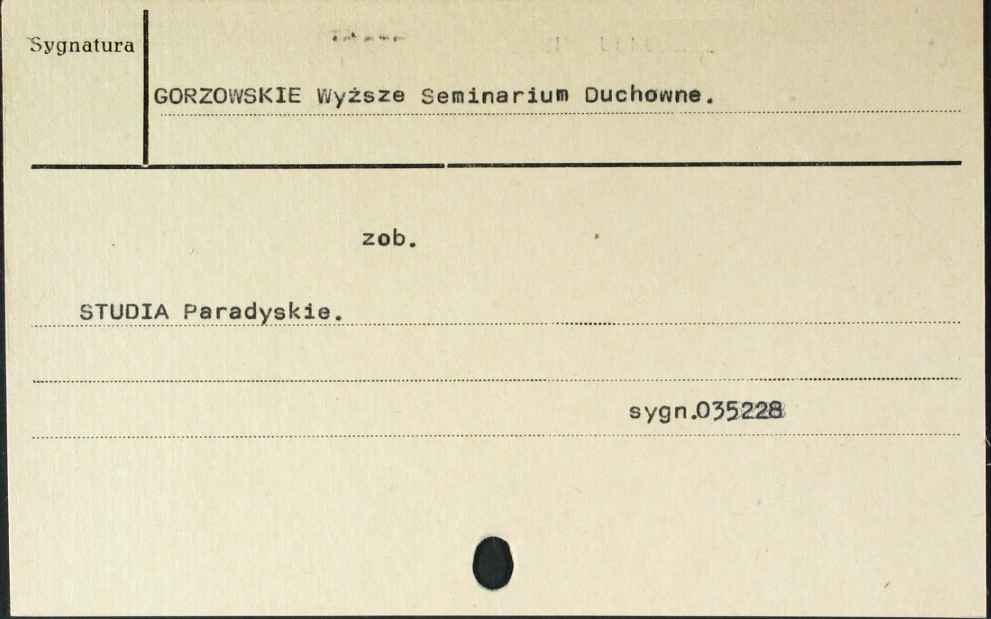 Sygnatura
GORZOWSKIE Wyższe Seminarium Duchowne.
zob.
STUDIA Paradyskie.
sygn.035228